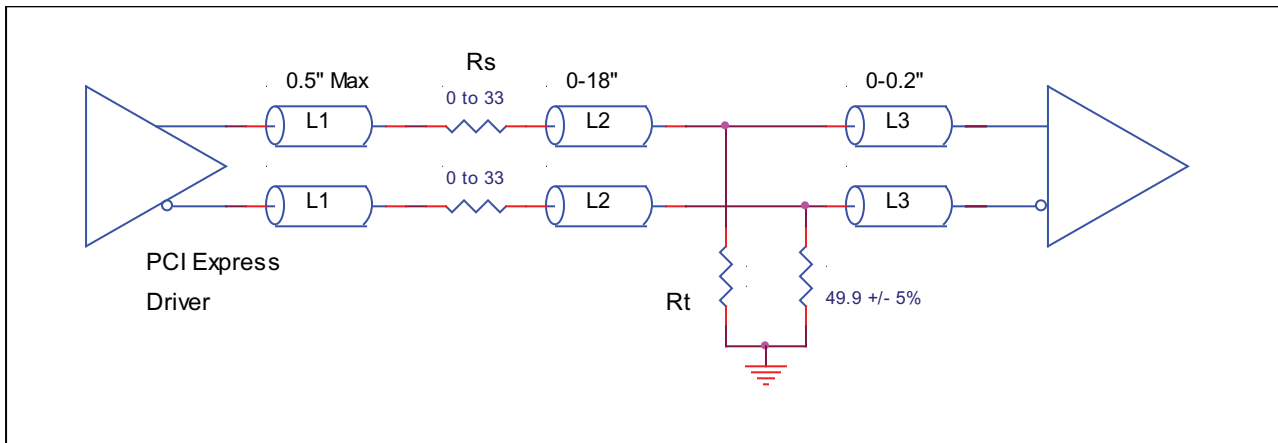 Rs
0.5" Max
0-18"
0-0.2"
0 to 33
L1
L2
L3
0 to 33
L1
L2
L3
PCI Express
Driver
Rt
49.9 +/- 5%